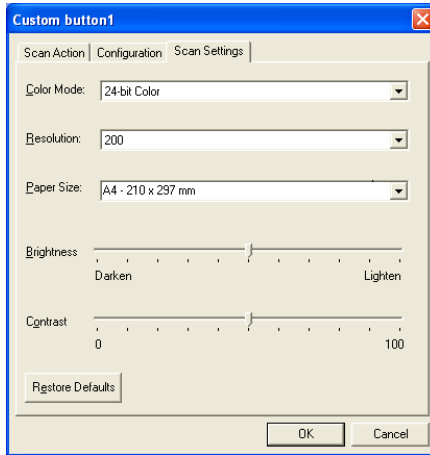 Custom button1
Scan Action Configuration Scan Settings
Color Mode: 24-bit Color
Resolution: 200
Paper Size: A4 - 210 x 297 mm
Brightness
Darken Lighten
Contrast
0 100
Restore Defaults
OK Cancel